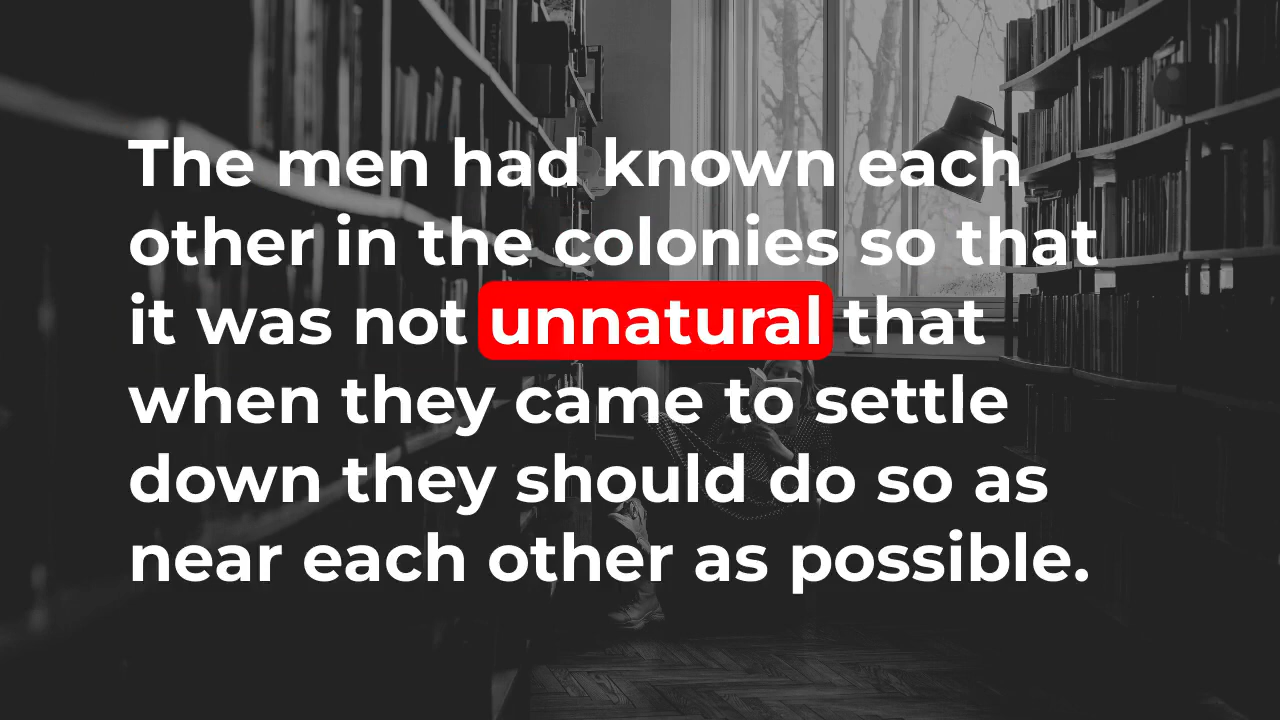 The men had known each
other in the colonies so that
it was not unnatural that
when they came to settle
down they should do so as
near each other as possible.